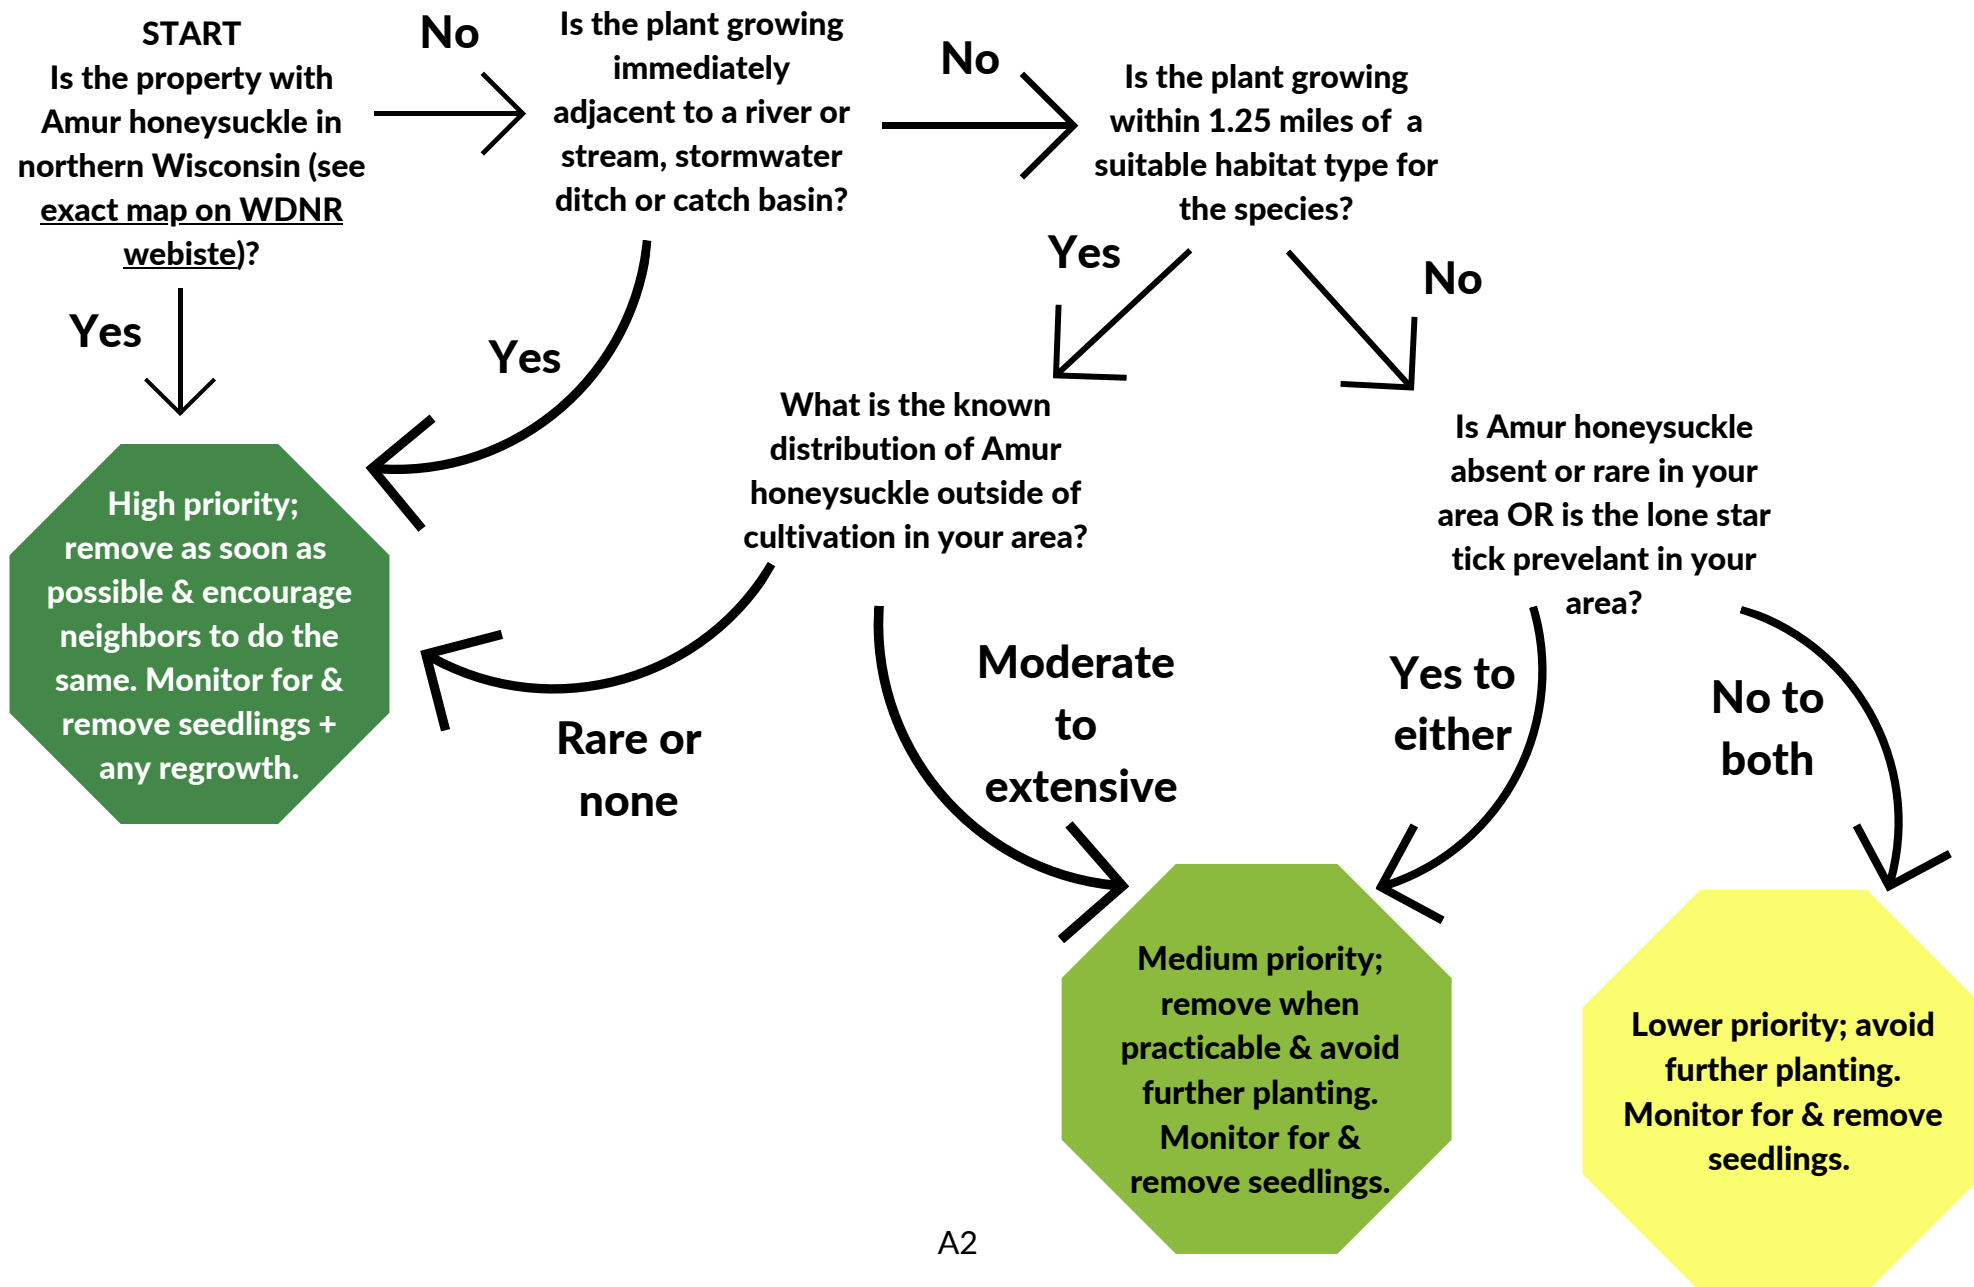 START
Is the property with
Amur honeysuckle in
northern Wisconsin (see
exact map on WDNR
webiste)?
No
Is the plant growing
immediately
adjacent to a river or
stream, stormwater
ditch or catch basin?
No
Is the plant growing
within 1.25 miles of a
suitable habitat type for
the species?
Yes
Yes
Yes
No
What is the known
distribution of Amur
honeysuckle outside of
cultivation in your area?
Is Amur honeysuckle
absent or rare in your
area OR is the lone star
tick prevelant in your
area?
High priority;
remove as soon as
possible & encourage
neighbors to do the
same. Monitor for &
remove seedlings +
any regrowth.
Rare or
none
Moderate
to
extensive
Yes to
either
No to
both
Medium priority;
remove when
practicable & avoid
further planting.
Monitor for &
remove seedlings.
Lower priority; avoid
further planting.
Monitor for & remove
seedlings.
A2